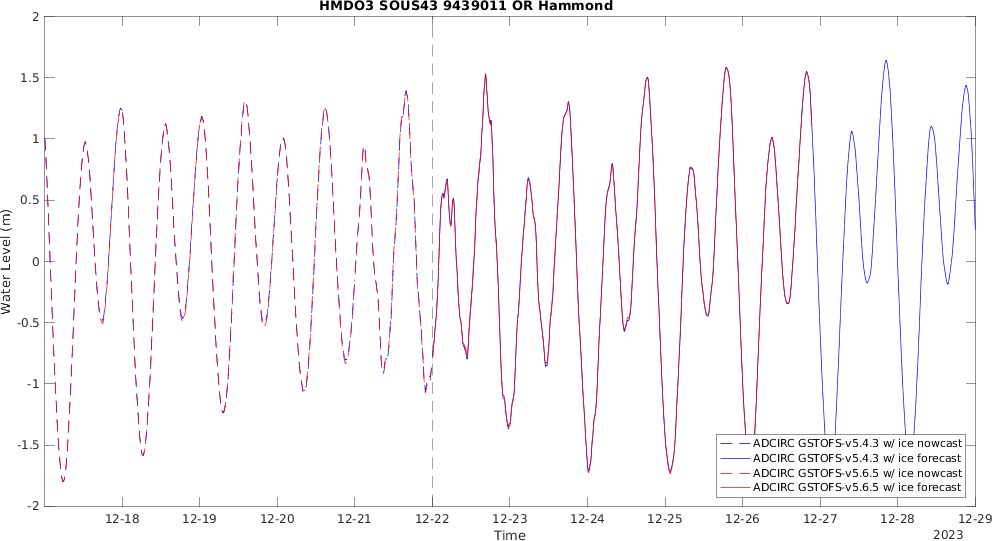 HMDO3 SOUS43 9439011 OR Hammond
2
1.5
1
0.5
0
-0.5
-1
-1.5
-2
Water Level (m)
12-18 12-19 12-20 12-21 12-22 12-23 12-24 12-25 12-26 12-27 12-28 12-29
Time
2023
ADCIRC GSTOFS-v5.4.3 w/ ice nowcast
ADCIRC GSTOFS-v5.4.3 w/ ice forecast
ADCIRC GSTOFS-v5.6.5 w/ ice nowcast
ADCIRC GSTOFS-v5.6.5 w/ ice forecast